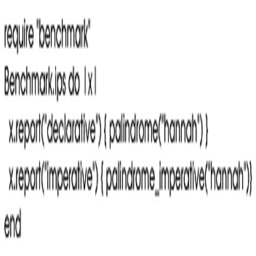 require "benchmark"
Benchmark.ips do |x|
x.report("declarative") { palindrome("hannah") }
x.report("imperative") { palindrome_imperative("hannah")}
end